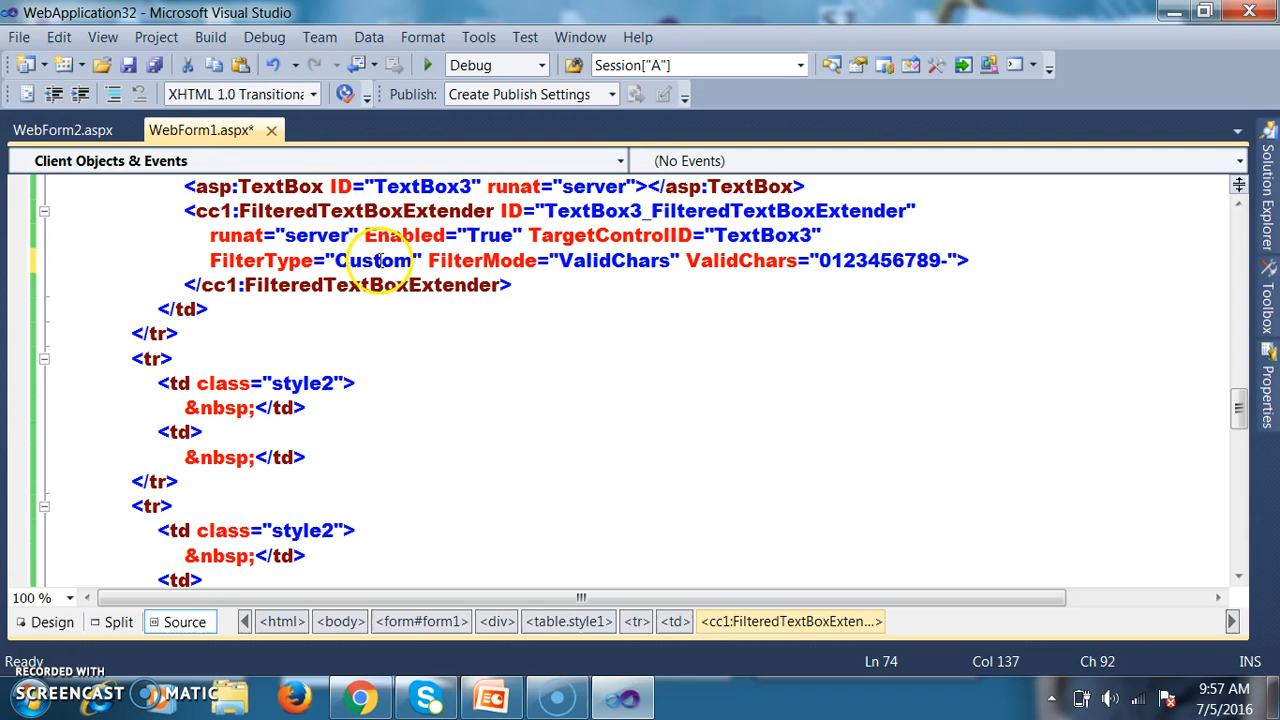 WebApplication32 - Microsoft Visual Studio
File Edit View Project Build Debug Team Data Format Tools Test Window Help
Debug Session["A"]
XHTML 1.0 Transitiona Publish: Create Publish Settings
WebForm2.aspx WebForm1.aspx*
Client Objects & Events (No Events)
<asp:TextBox ID="TextBox3" runat="server"></asp:TextBox>
<cc1:FilteredTextBoxExtender ID="TextBox3_FilteredTextBoxExtender"
runat="server" Enabled="True" TargetControlID="TextBox3"
FilterType="Custom" FilterMode="ValidChars" ValidChars="0123456789-">
</cc1:FilteredTextBoxExtender>
</td>
</tr>
<tr>
<td class="style2">
&nbsp;</td>
<td>
&nbsp;</td>
</tr>
<tr>
<td class="style2">
&nbsp;</td>
<td>
Solution Explorer
Toolbox
Properties
100 %
Design Split Source <html> <body> <form#form1> <div> <table.style1> <tr> <td> <cc1:FilteredTextBoxExten...>
Ready Ln 74 Col 137 Ch 92 INS
RECORDED WITH
SCREENCAST MATIC
9:57 AM
7/5/2016